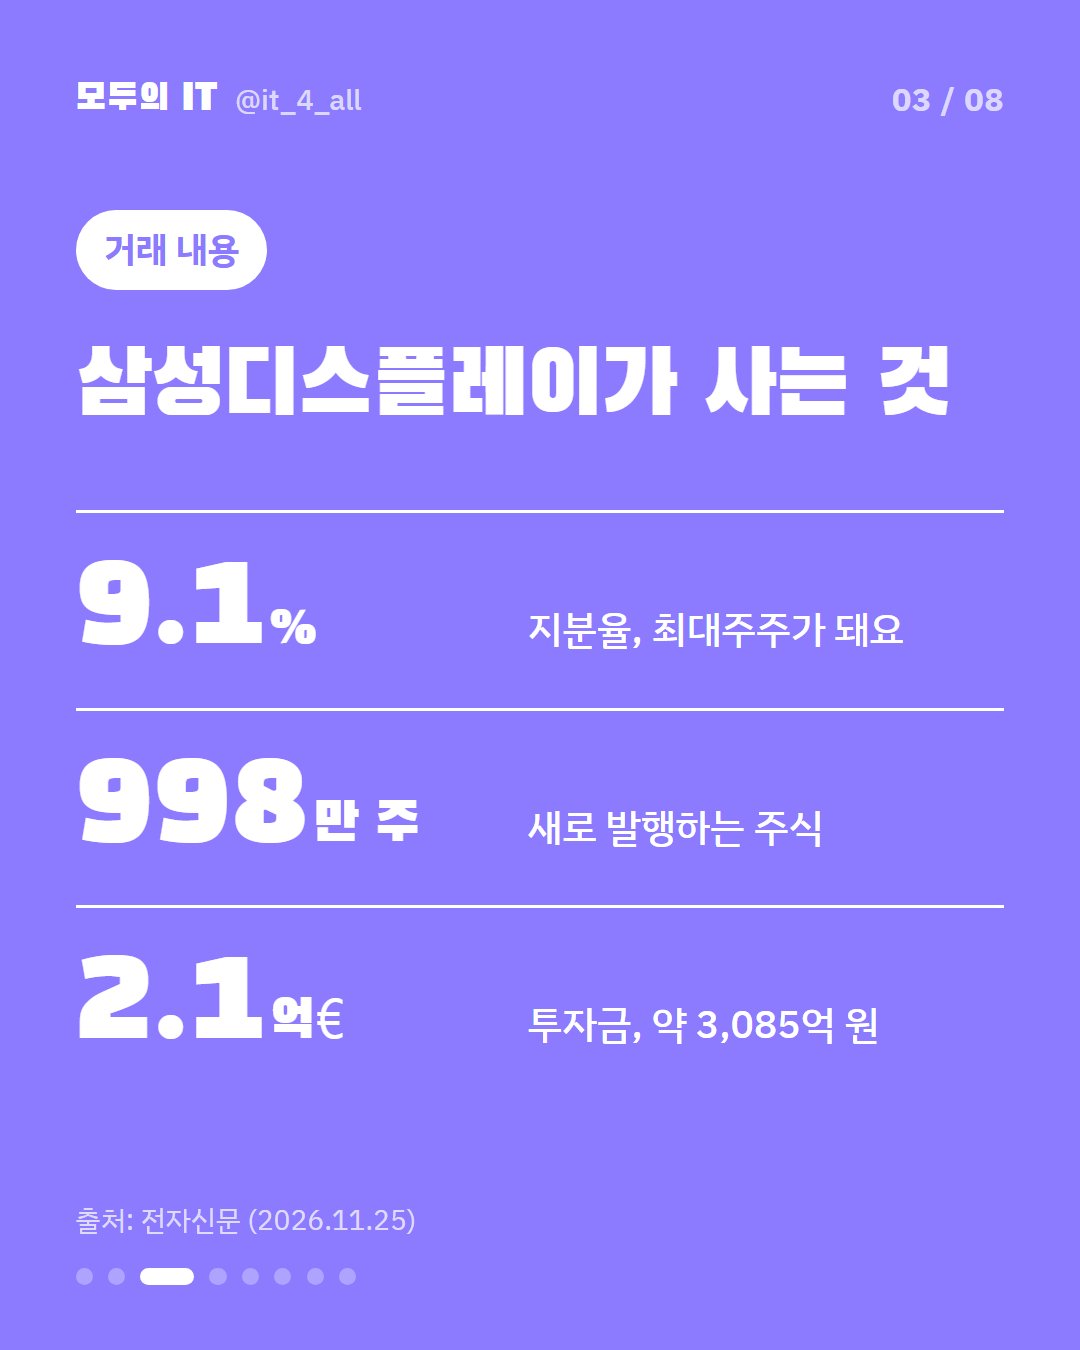 모두의 IT @it_4_all
03 / 08
거래 내용
삼성디스플레이가 사는 것
9.1%
지분율, 최대주주가 돼요
998만 주
새로 발행하는 주식
2.1억€
투자금, 약 3,085억 원
출처: 전자신문 (2026.11.25)